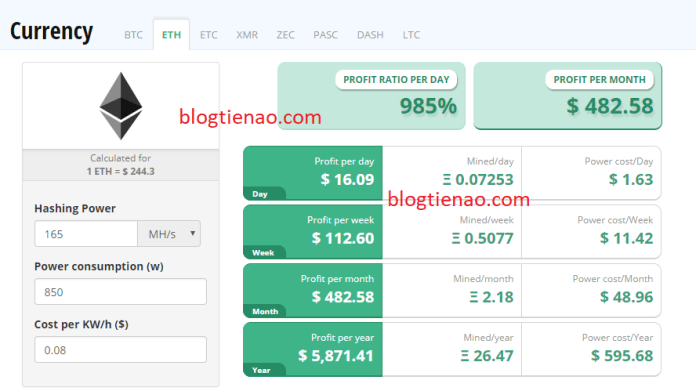 Currency
BTC ETH ETC XMR ZEC PASC DASH LTC
PROFIT RATIO PER DAY
985%
PROFIT PER MONTH
$ 482.58
blogtienao.com
Calculated for
1 ETH = $ 244.3
Hashing Power
165 MH/s
Power consumption (w)
850
Cost per KW/h ($)
0.08
Profit per day Mined/day Power cost/Day
$ 16.09 Ξ 0.07253 $ 1.63
Day
blogtienao.com
Profit per week Mined/week Power cost/Week
$ 112.60 Ξ 0.5077 $ 11.42
Week
Profit per month Mined/month Power cost/Month
$ 482.58 Ξ 2.18 $ 48.96
Month
Profit per year Mined/year Power cost/Year
$ 5,871.41 Ξ 26.47 $ 595.68
Year